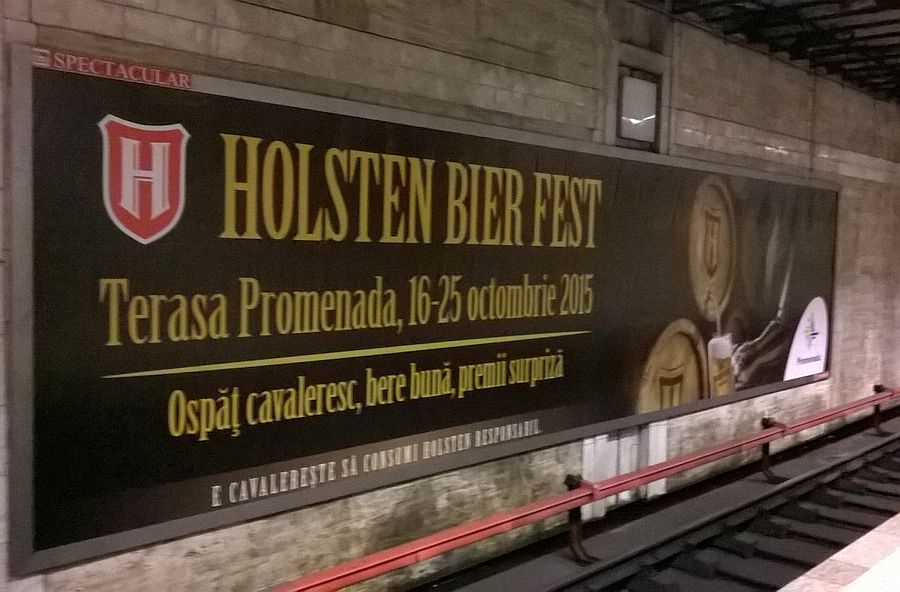 SPECTACULAR
H
HOLSTEN BIER FEST
Terasa Promenada, 16-25 octombrie 2015
Ospăţ cavaleresc, bere bună, premii surpriză
E CAVALEREŞTE SĂ CONSUMI HOLSTEN RESPONSABIL.
H
Promenada